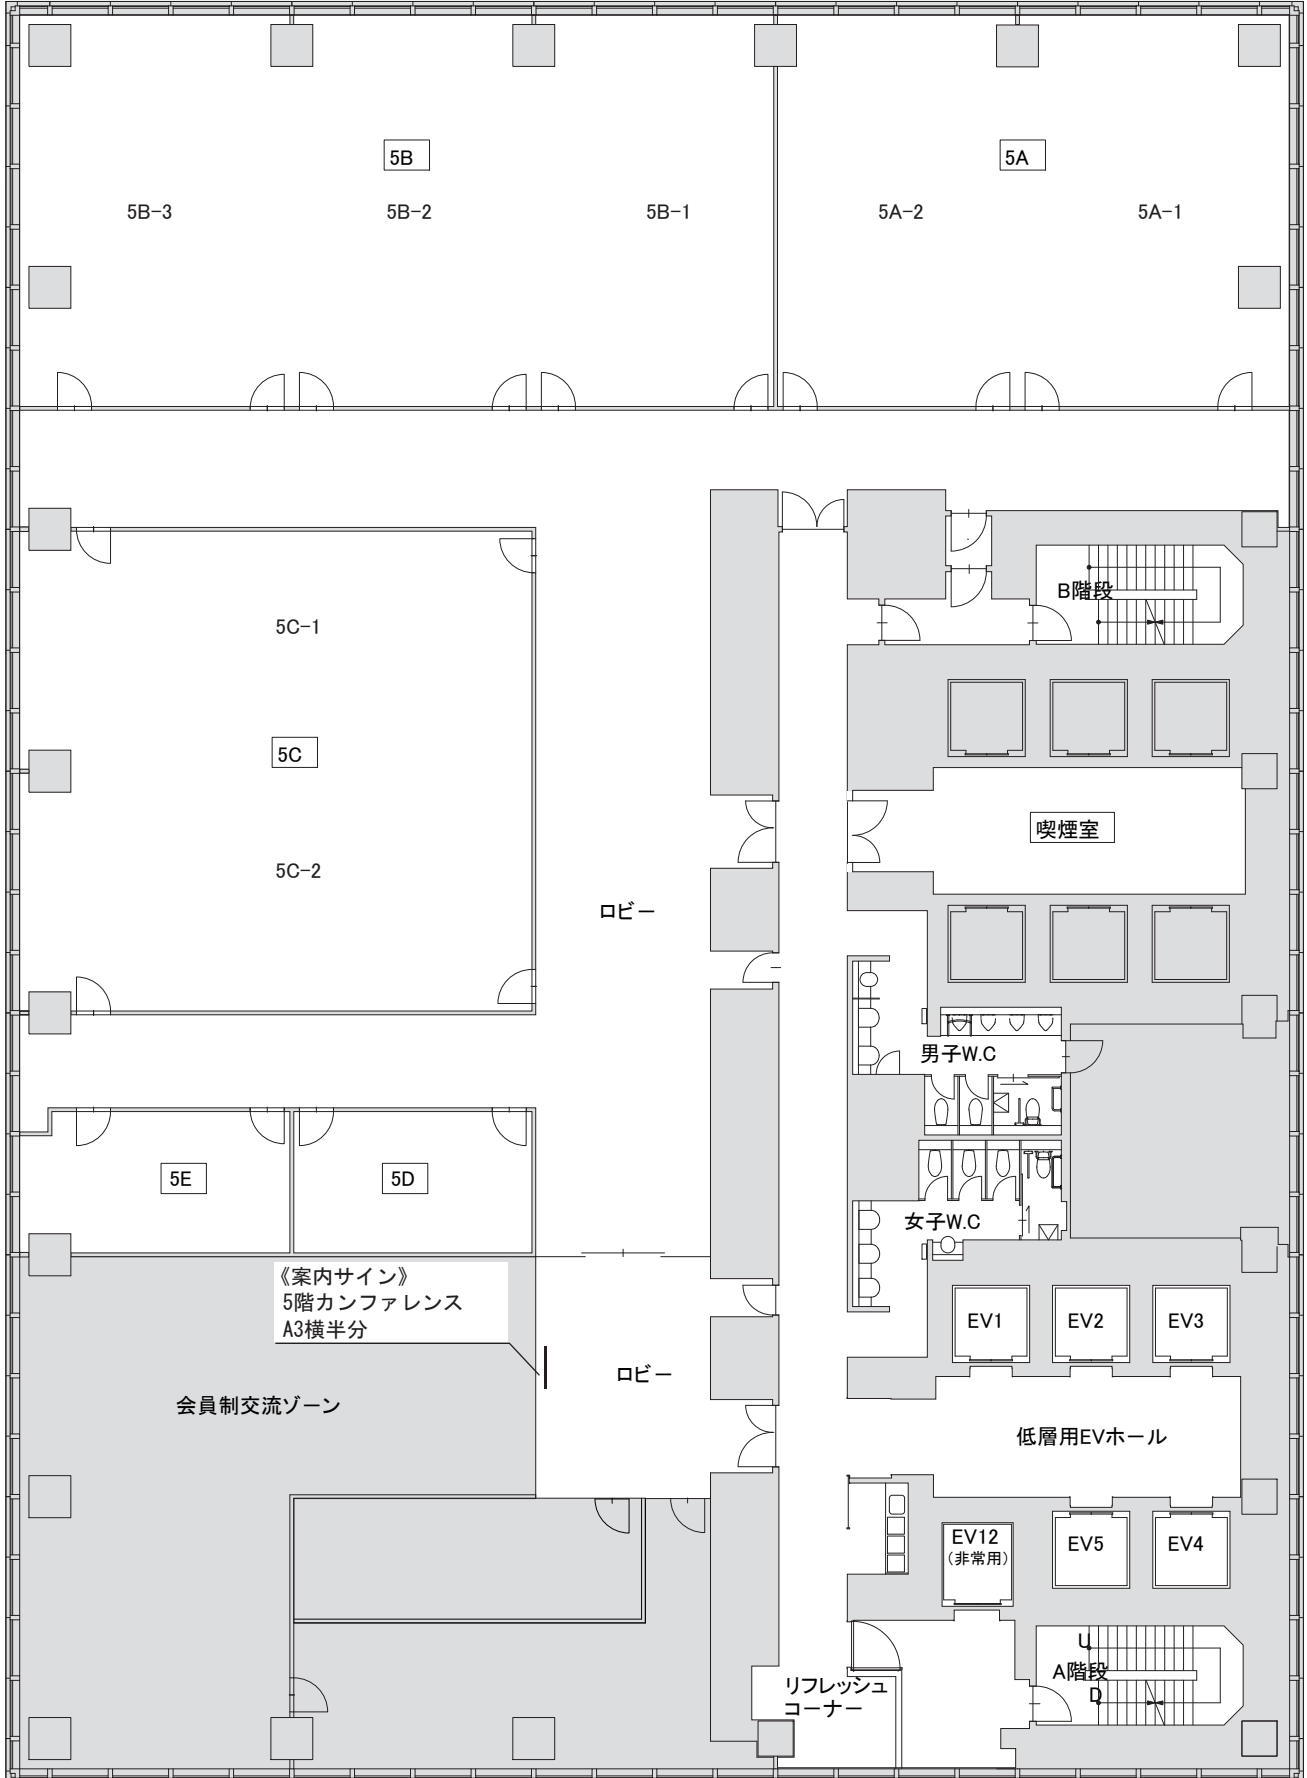 5B
5A
5B-3
5B-2
5B-1
5A-2
5A-1
B階段
5C-1
5C
喫煙室
5C-2
ロビー
男子W.C
5E
5D
女子W.C
《案内サイン》
5階カンファレンス
A3横半分
EV1
EV2
EV3
ロビー
会員制交流ゾーン
低層用EVホール
EV12
(非常用)
EV5
EV4
U
A階段
D
リフレッシュ
コーナー